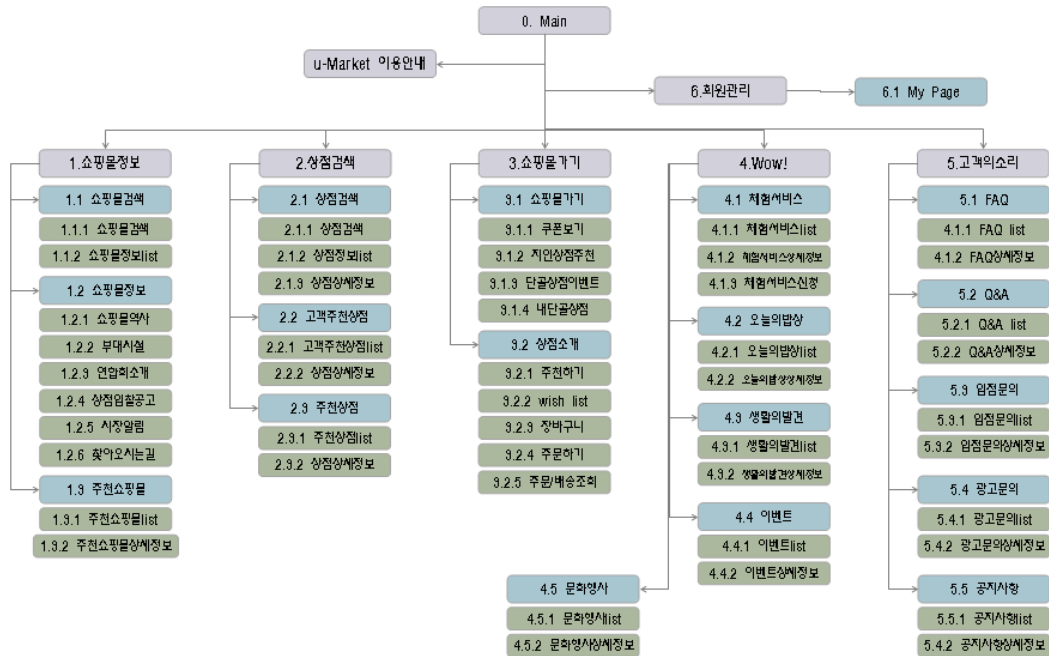 0. Main
u-Market 이용안내
6.회원관리
6.1 My Page
1.쇼핑몰정보
1.1 쇼핑몰검색
1.1.1 쇼핑몰검색
1.1.2 쇼핑몰정보list
1.2 쇼핑몰정보
1.2.1 쇼핑몰역사
1.2.2 부대시설
1.2.3 연합회소개
1.2.4 상점입찰공고
1.2.5 시장알림
1.2.6 찾아오시는길
1.3 추천쇼핑몰
1.3.1 추천쇼핑몰list
1.3.2 추천쇼핑몰상세정보
2.상점검색
2.1 상점검색
2.1.1 상점검색
2.1.2 상점정보list
2.1.3 상점상세정보
2.2 고객추천상점
2.2.1 고객추천상점list
2.2.2 상점상세정보
2.3 추천상점
2.3.1 추천상점list
2.3.2 상점상세정보
3.쇼핑몰가기
3.1 쇼핑몰가기
3.1.1 쿠폰보기
3.1.2 지인상점추천
3.1.3 단골상점이벤트
3.1.4 내단골상점
3.2 상점소개
3.2.1 추천하기
3.2.2 wish list
3.2.3 장바구니
3.2.4 주문하기
3.2.5 주문/배송조회
4.Wow!
4.1 체험서비스
4.1.1 체험서비스list
4.1.2 체험서비스상세정보
4.1.3 체험서비스신청
4.2 오늘의밥상
4.2.1 오늘의밥상list
4.2.2 오늘의밥상상세정보
4.3 생활의발견
4.3.1 생활의발견list
4.3.2 생활의발견상세정보
4.4 이벤트
4.4.1 이벤트list
4.4.2 이벤트상세정보
4.5 문화행사
4.5.1 문화행사list
4.5.2 문화행사상세정보
5.고객의소리
5.1 FAQ
4.1.1 FAQ list
4.1.2 FAQ상세정보
5.2 Q&A
5.2.1 Q&A list
5.2.2 Q&A상세정보
5.3 입점문의
5.3.1 입점문의list
5.3.2 입점문의상세정보
5.4 광고문의
5.4.1 광고문의list
5.4.2 광고문의상세정보
5.5 공지사항
5.5.1 공지사항list
5.4.2 공지사항상세정보